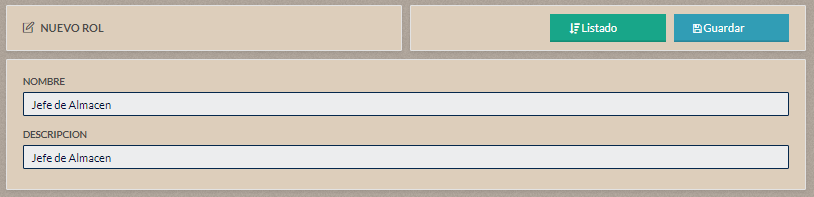 NUEVO ROL
Listado
Guardar
NOMBRE
Jefe de Almacen
DESCRIPCION
Jefe de Almacen